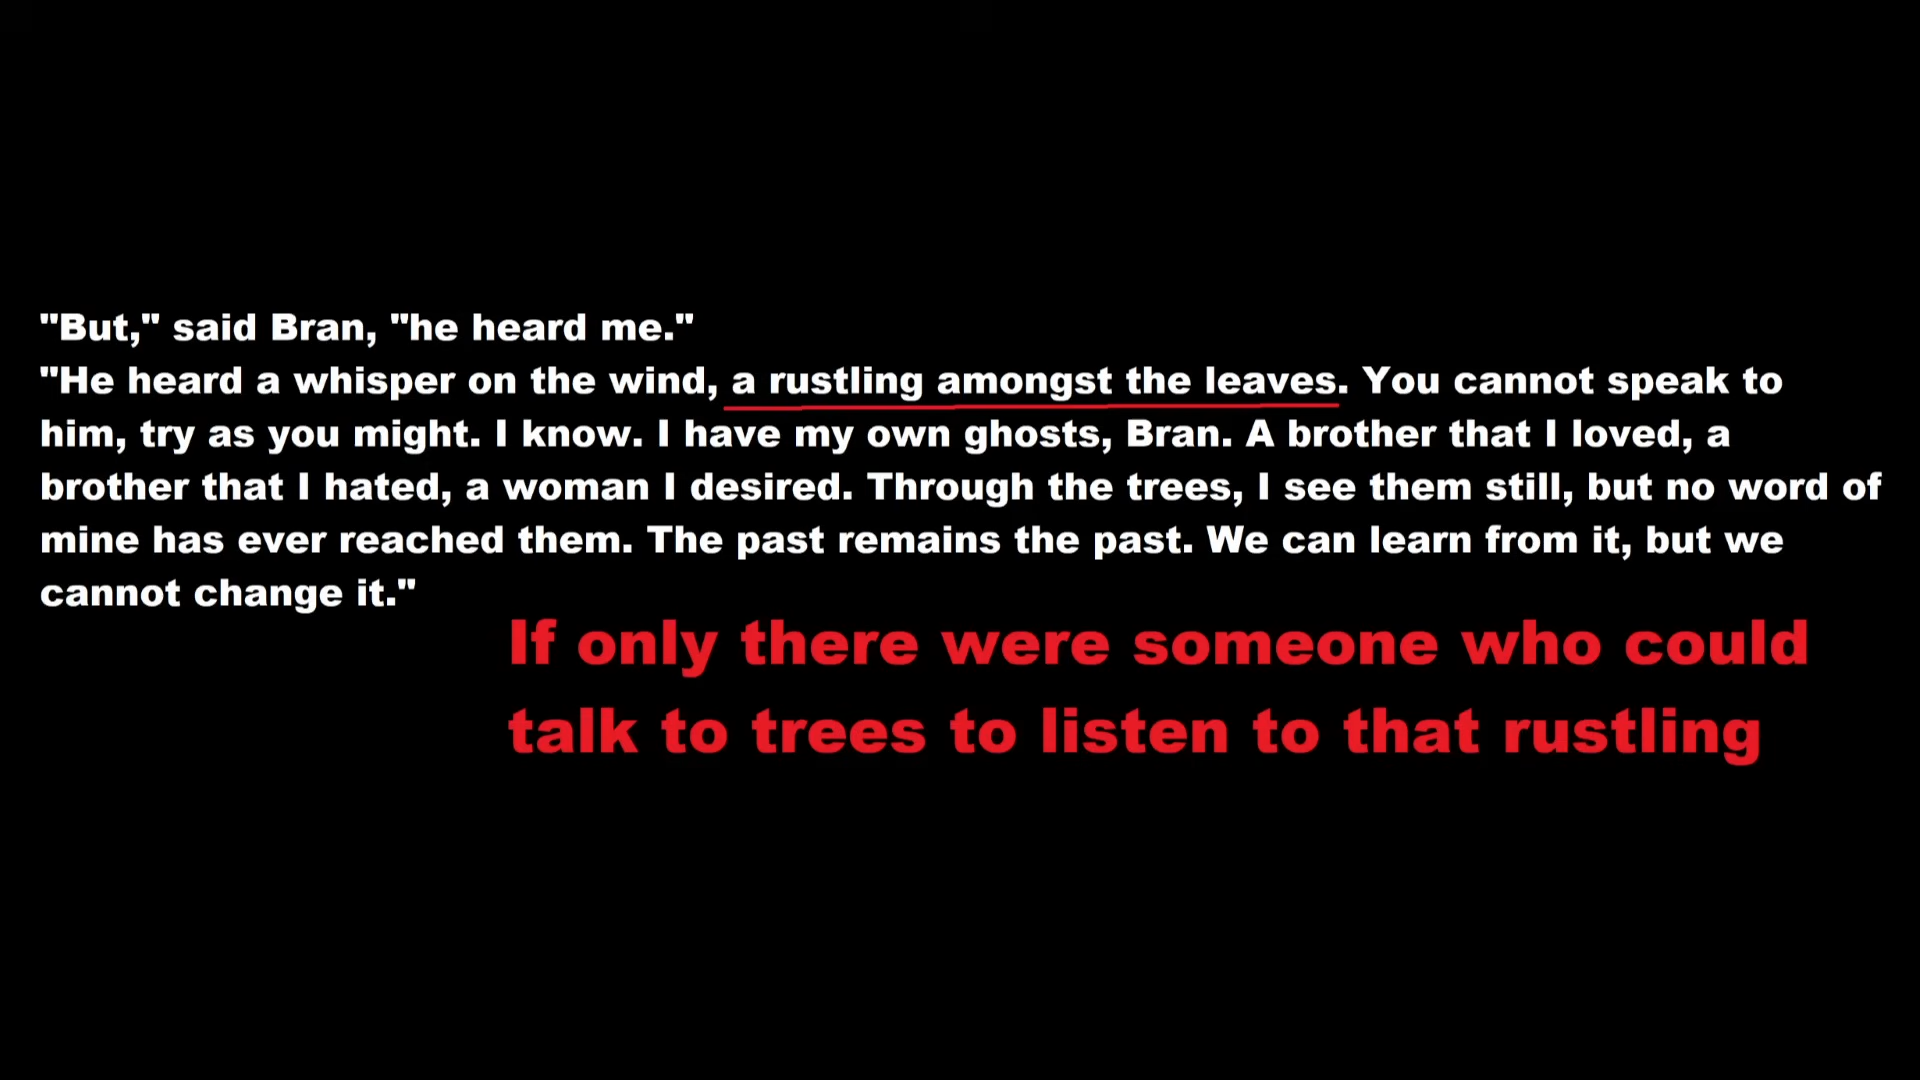 "But," said Bran, "he heard me."
"He heard a whisper on the wind, a rustling amongst the leaves. You cannot speak to
him, try as you might. I know. I have my own ghosts, Bran. A brother that I loved, a
brother that I hated, a woman I desired. Through the trees, I see them still, but no word of
mine has ever reached them. The past remains the past. We can learn from it, but we
cannot change it."
If only there were someone who could
talk to trees to listen to that rustling